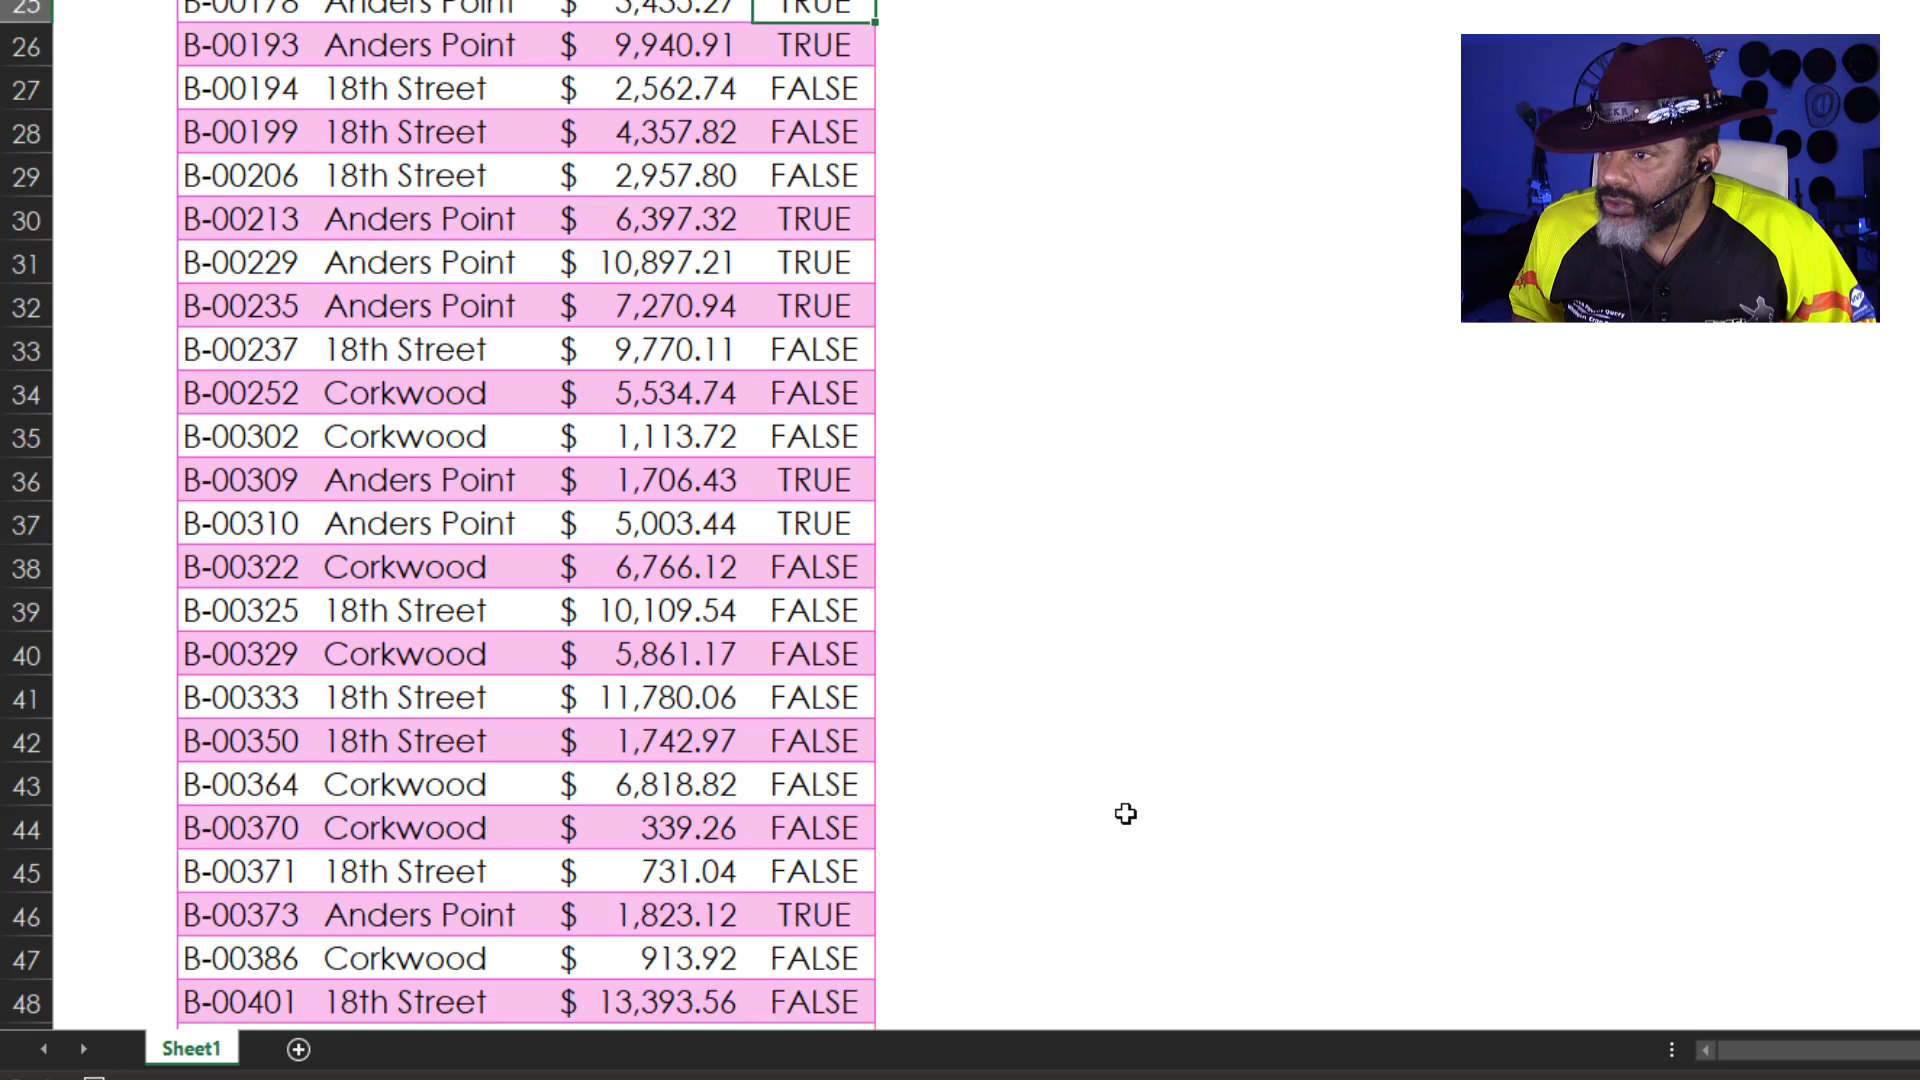 25 B-00178 Anders Point $ 5,455.27 TRUE
26 B-00193 Anders Point $ 9,940.91 TRUE
27 B-00194 18th Street $ 2,562.74 FALSE
28 B-00199 18th Street $ 4,357.82 FALSE
29 B-00206 18th Street $ 2,957.80 FALSE
30 B-00213 Anders Point $ 6,397.32 TRUE
31 B-00229 Anders Point $ 10,897.21 TRUE
32 B-00235 Anders Point $ 7,270.94 TRUE
33 B-00237 18th Street $ 9,770.11 FALSE
34 B-00252 Corkwood $ 5,534.74 FALSE
35 B-00302 Corkwood $ 1,113.72 FALSE
36 B-00309 Anders Point $ 1,706.43 TRUE
37 B-00310 Anders Point $ 5,003.44 TRUE
38 B-00322 Corkwood $ 6,766.12 FALSE
39 B-00325 18th Street $ 10,109.54 FALSE
40 B-00329 Corkwood $ 5,861.17 FALSE
41 B-00333 18th Street $ 11,780.06 FALSE
42 B-00350 18th Street $ 1,742.97 FALSE
43 B-00364 Corkwood $ 6,818.82 FALSE
44 B-00370 Corkwood $ 339.26 FALSE
45 B-00371 18th Street $ 731.04 FALSE
46 B-00373 Anders Point $ 1,823.12 TRUE
47 B-00386 Corkwood $ 913.92 FALSE
48 B-00401 18th Street $ 13,393.56 FALSE
Sheet1